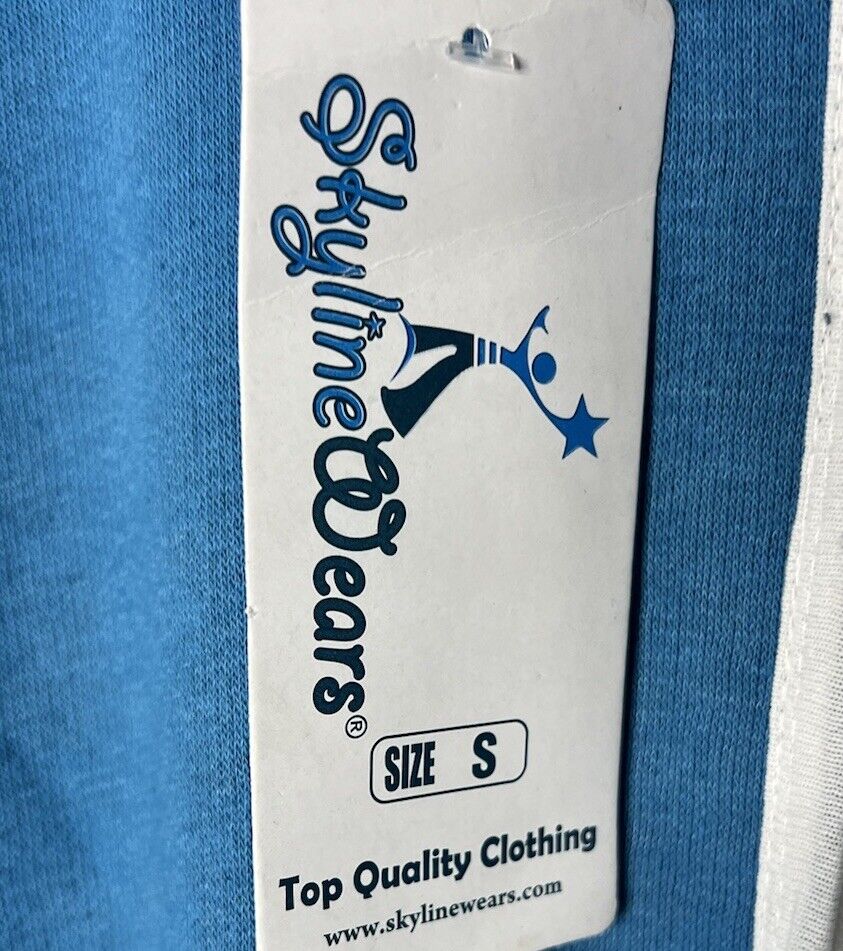 SkylineWears®
SIZE S
Top Quality Clothing
www.skylinewears.com